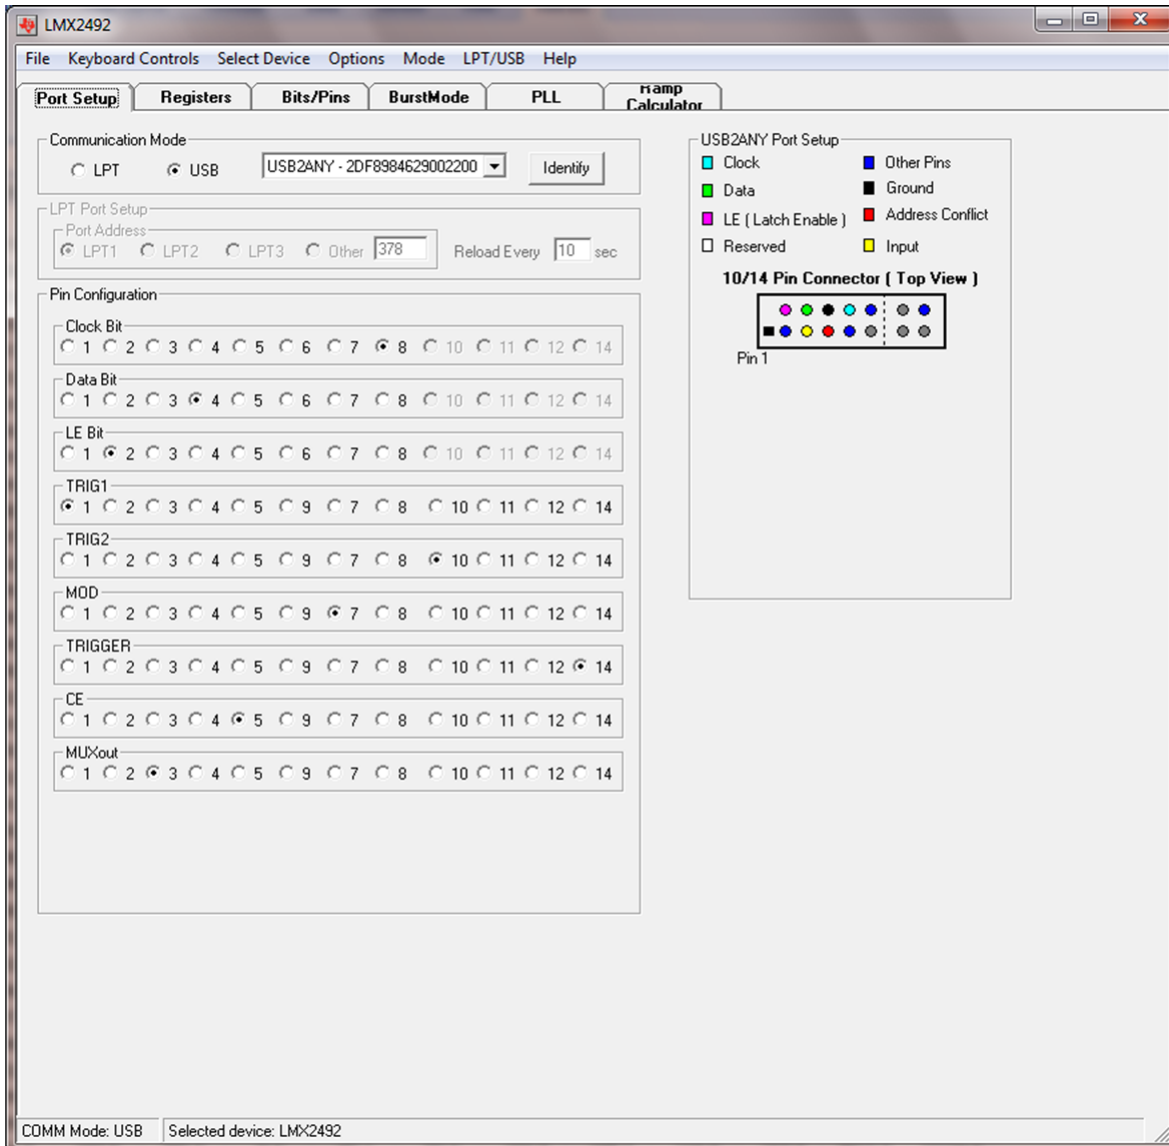 LMX2492
File Keyboard Controls Select Device Options Mode LPT/USB Help
Port Setup Registers Bits/Pins BurstMode PLL Ramp Calculator
Communication Mode
LPT USB USB2ANY - 2DF8984629002200 Identify
LPT Port Setup
Port Address
LPT1 LPT2 LPT3 Other 378 Reload Every 10 sec
Pin Configuration
Clock Bit
1 2 3 4 5 6 7 8 10 11 12 14
Data Bit
1 2 3 4 5 6 7 8 10 11 12 14
LE Bit
1 2 3 4 5 6 7 8 10 11 12 14
TRIG1
1 2 3 4 5 9 7 8 10 11 12 14
TRIG2
1 2 3 4 5 9 7 8 10 11 12 14
MOD
1 2 3 4 5 9 7 8 10 11 12 14
TRIGGER
1 2 3 4 5 9 7 8 10 11 12 14
CE
1 2 3 4 5 9 7 8 10 11 12 14
MUXout
1 2 3 4 5 9 7 8 10 11 12 14
USB2ANY Port Setup
Clock Other Pins
Data Ground
LE ( Latch Enable ) Address Conflict
Reserved Input
10/14 Pin Connector ( Top View )
Pin 1
COMM Mode: USB Selected device: LMX2492